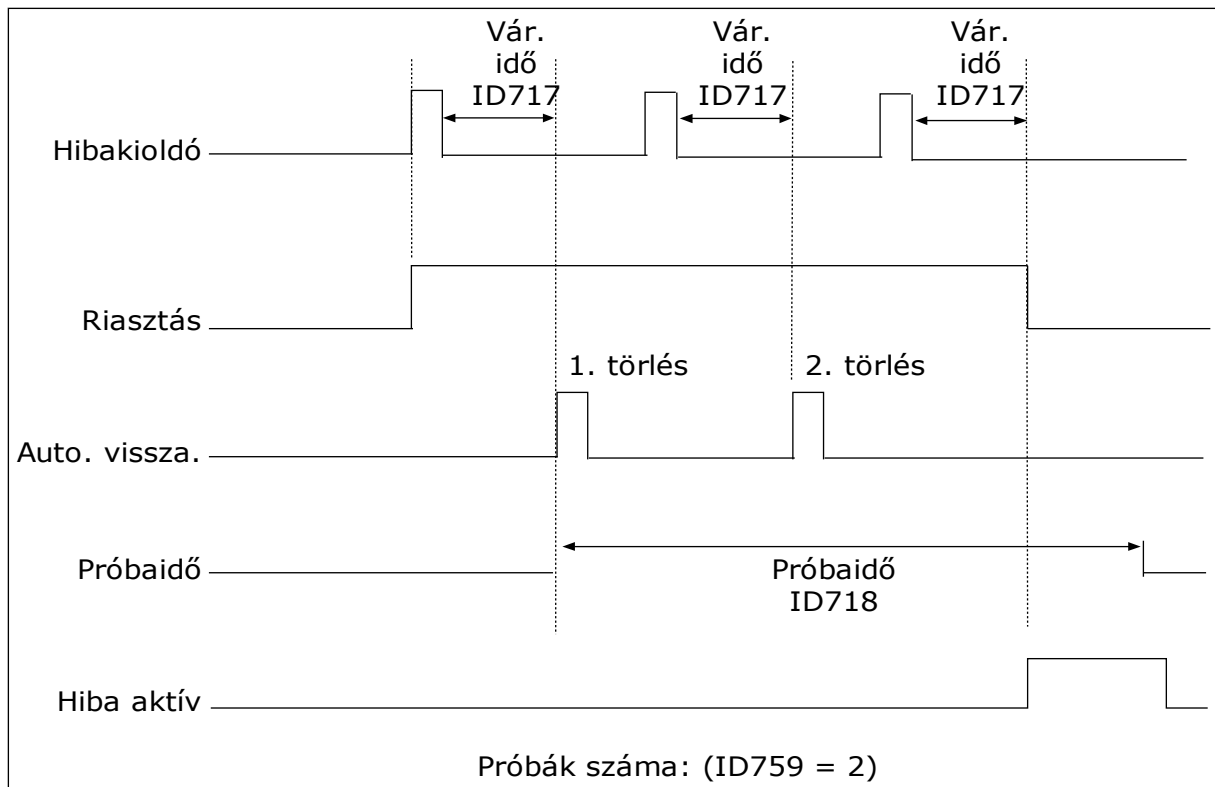 Vár.
idő
ID717
Vár.
idő
ID717
Vár.
idő
ID717
Hibakioldó
Riasztás
1. törlés
2. törlés
Auto. vissza.
Próbaidő
Próbaidő
ID718
Hiba aktív
Próbák száma: (ID759 = 2)